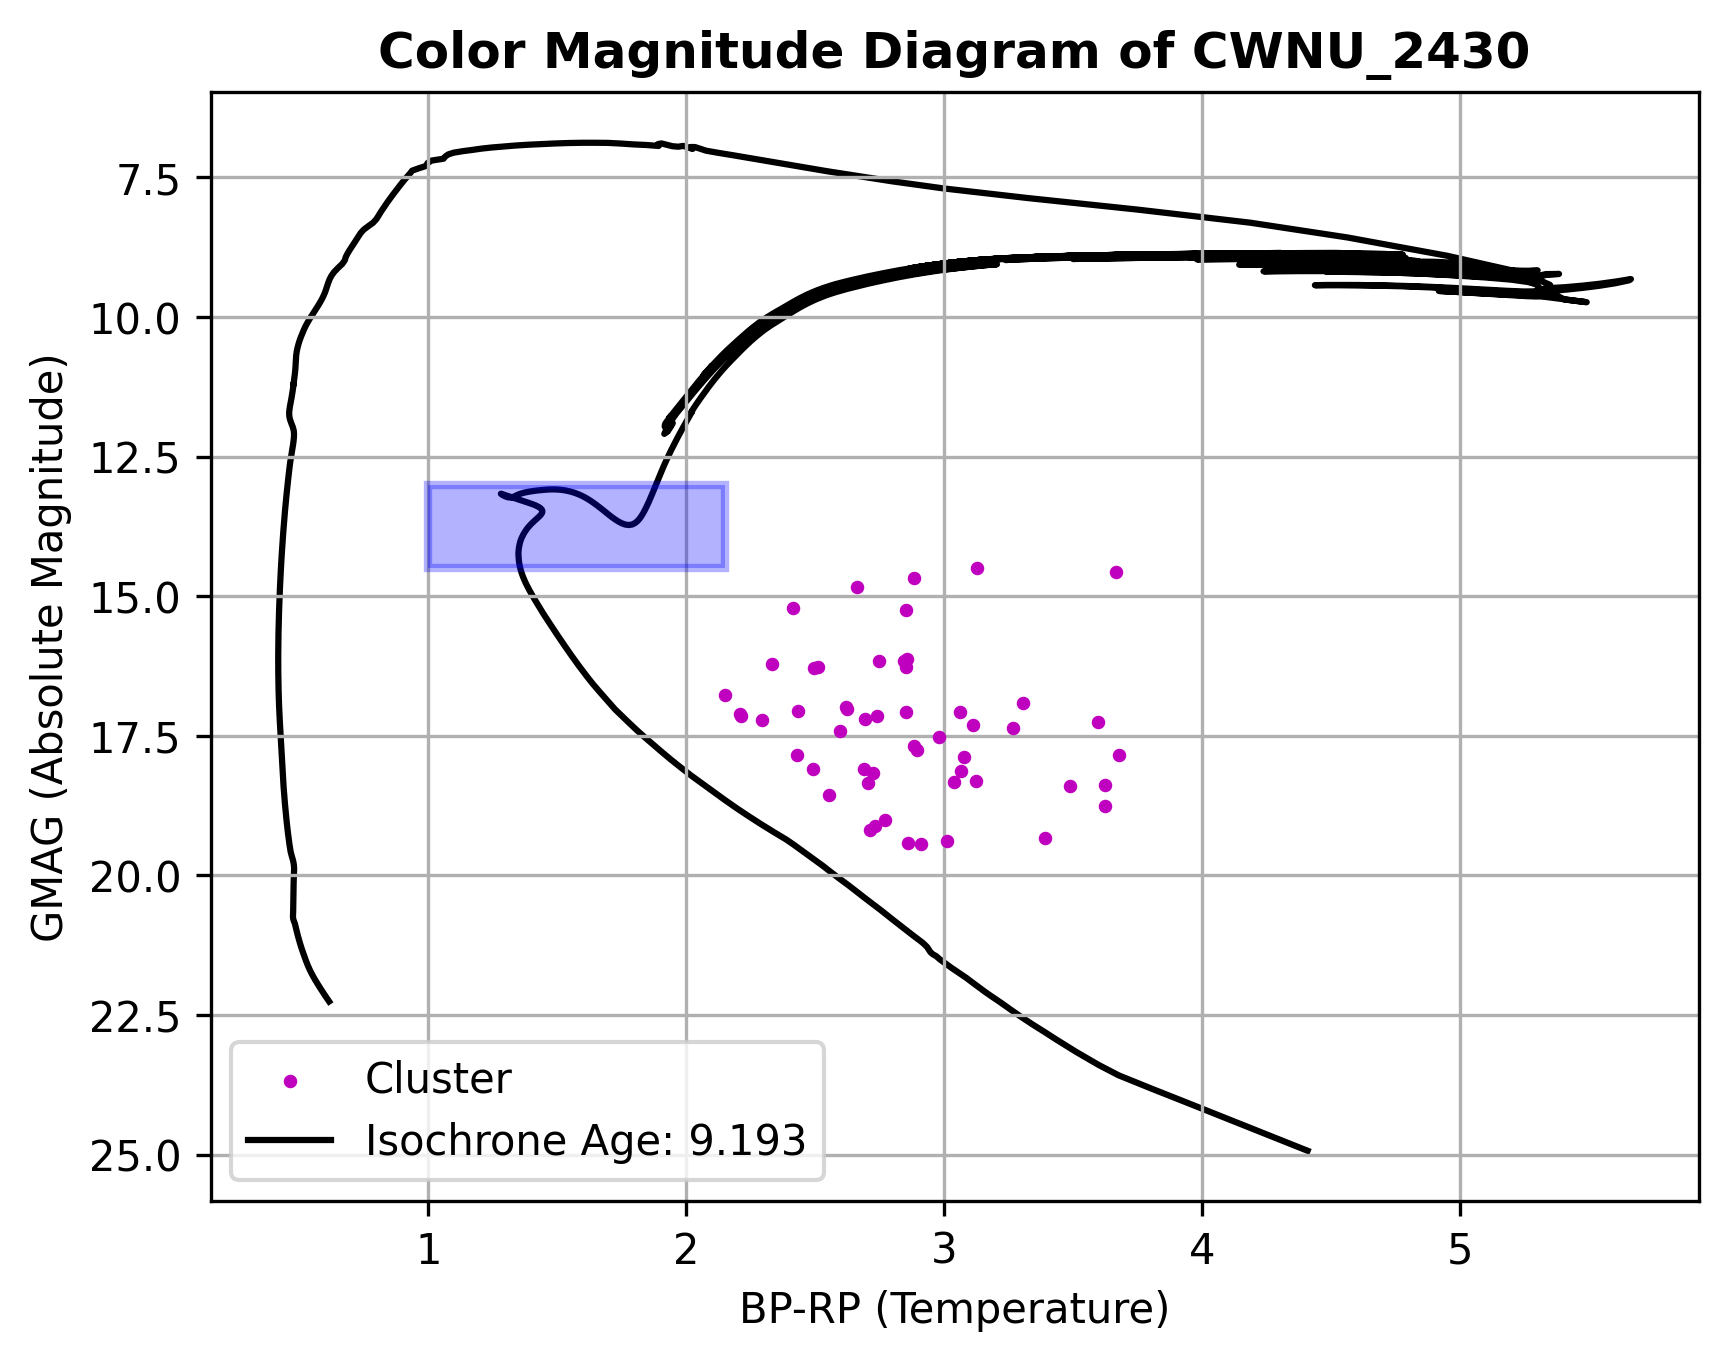 Color Magnitude Diagram of CWNU_2430
GMAG (Absolute Magnitude)
7.5
10.0
12.5
15.0
17.5
20.0
22.5
25.0
Cluster
Isochrone Age: 9.193
1 2 3 4 5
BP-RP (Temperature)